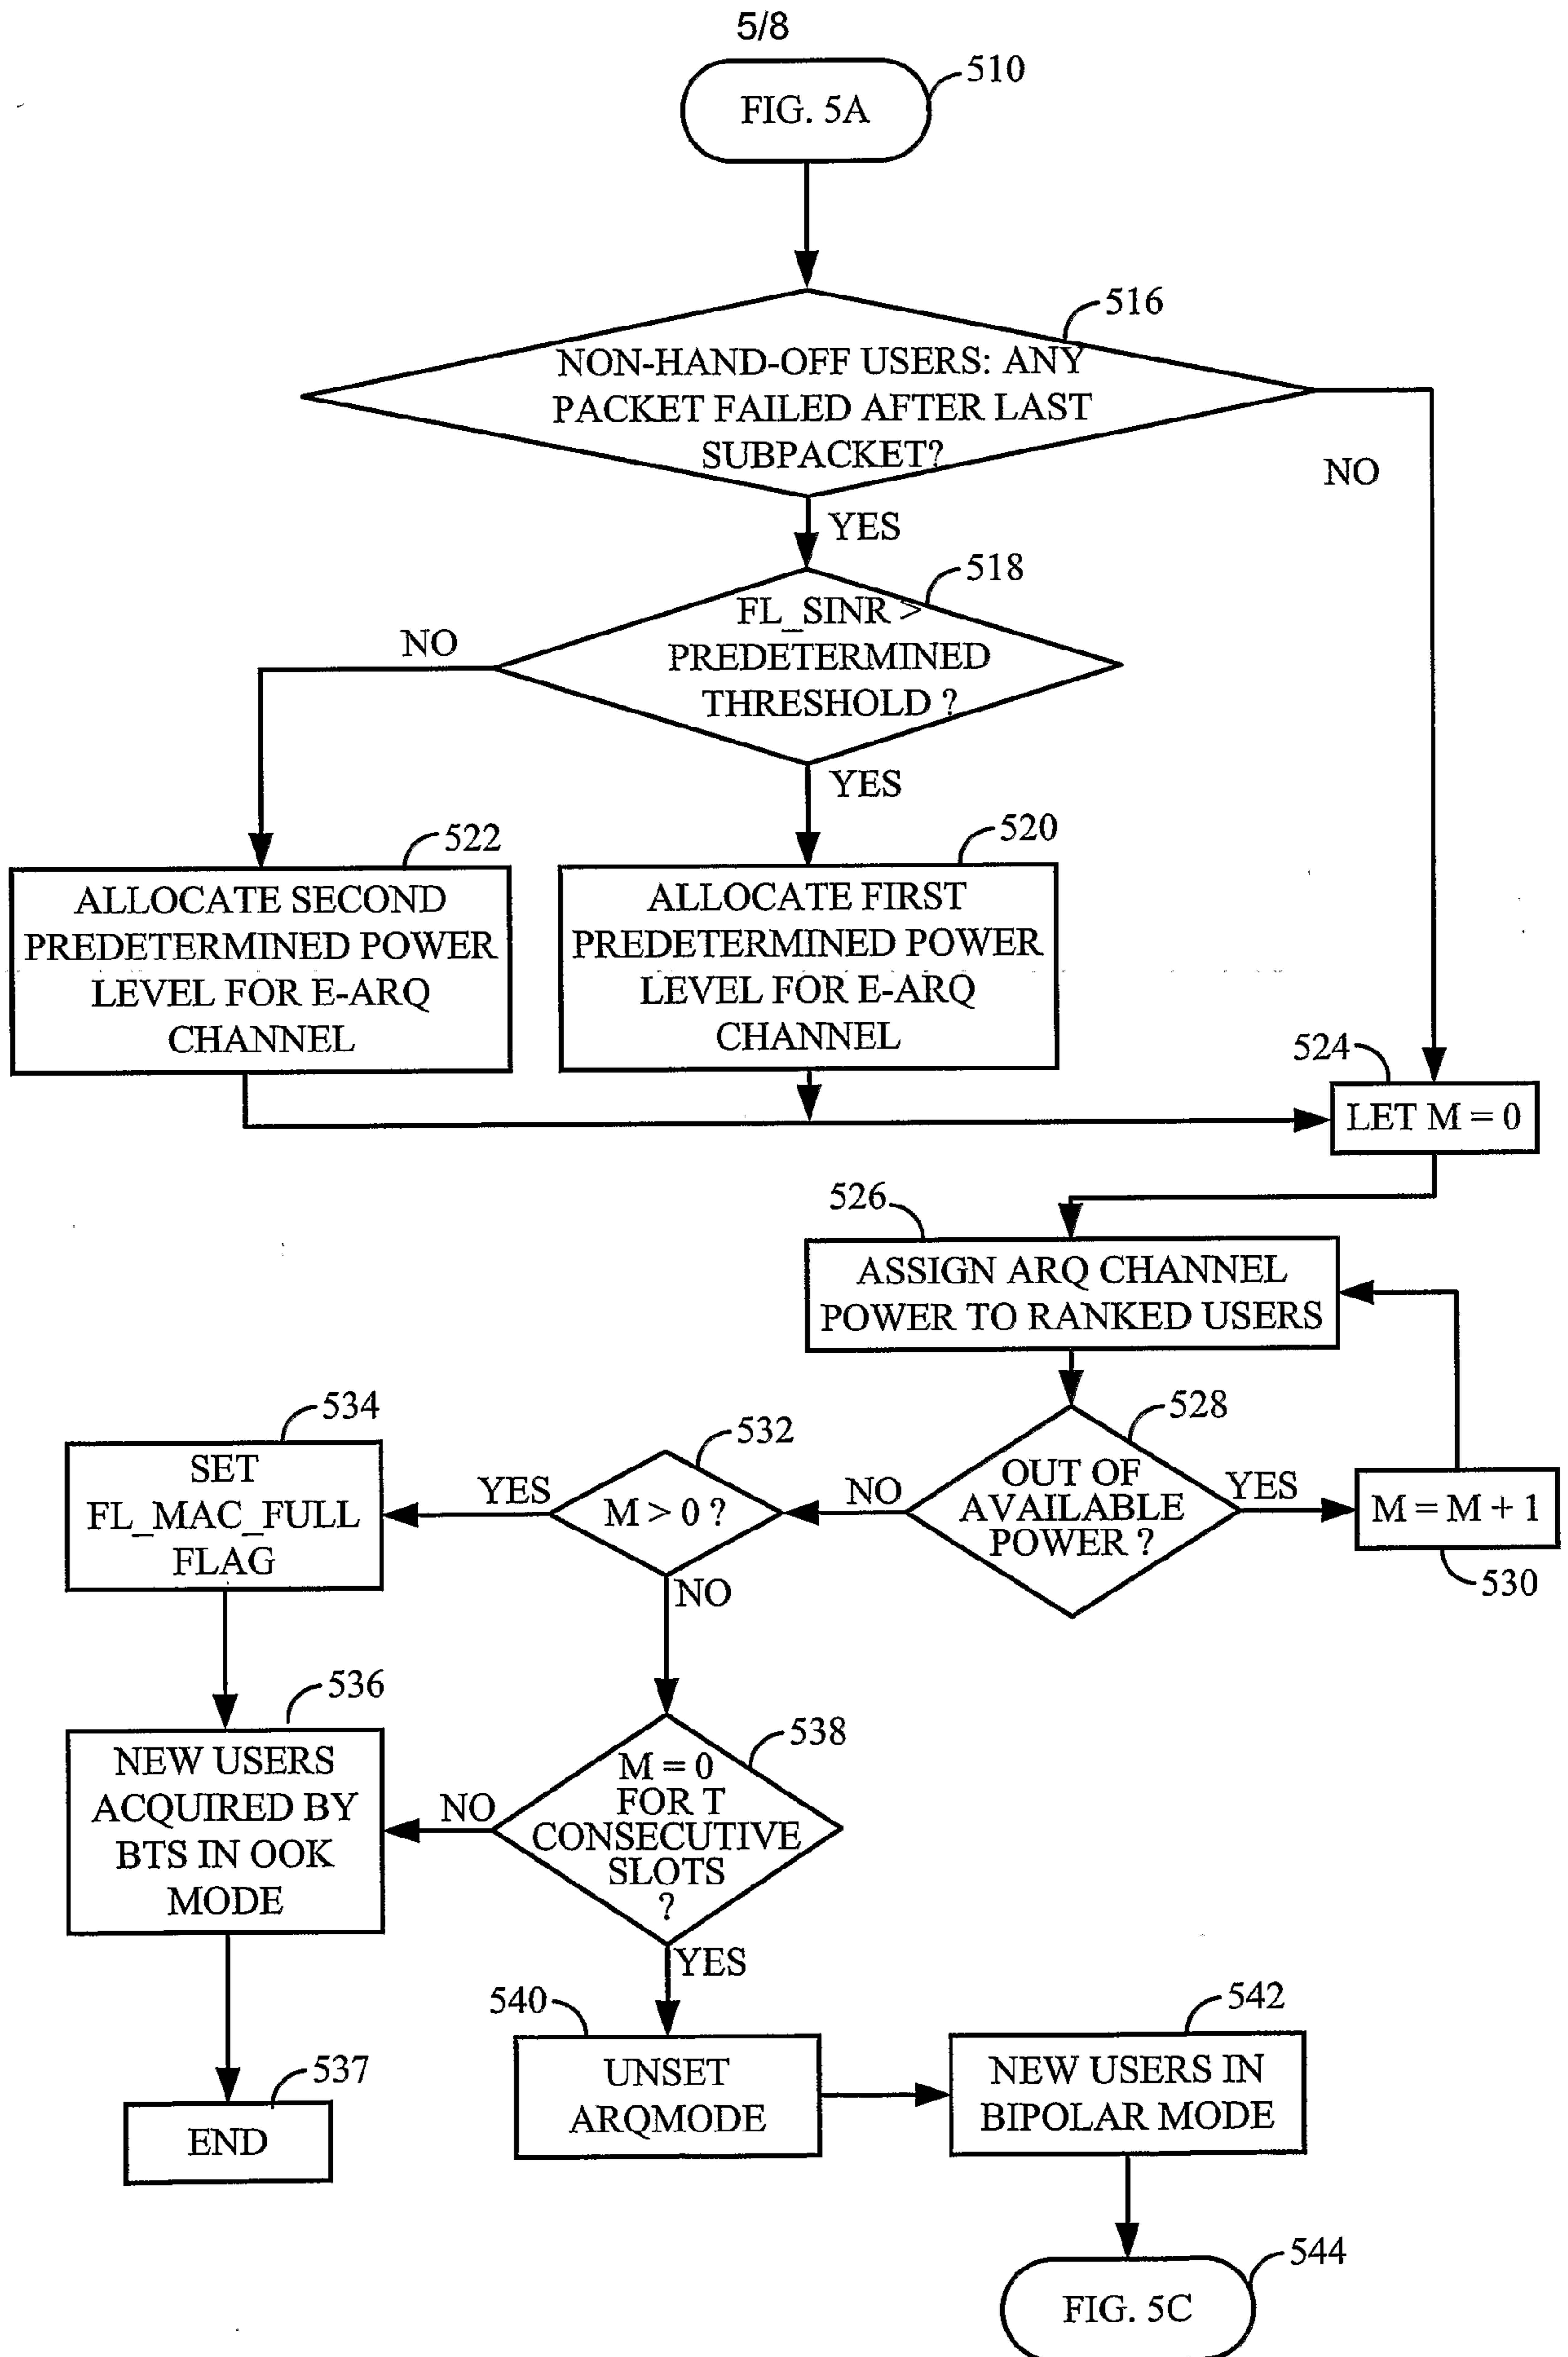 5/8
FIG. 5A
510
516
NON-HAND-OFF USERS: ANY
PACKET FAILED AFTER LAST
SUBPACKET?
NO
YES
518
FL_SINR >
PREDETERMINED
THRESHOLD ?
NO
YES
522
ALLOCATE SECOND
PREDETERMINED POWER
LEVEL FOR E-ARQ
CHANNEL
520
ALLOCATE FIRST
PREDETERMINED POWER
LEVEL FOR E-ARQ
CHANNEL
524
LET M = 0
526
ASSIGN ARQ CHANNEL
POWER TO RANKED USERS
528
OUT OF
AVAILABLE
POWER ?
YES
M = M + 1
530
NO
532
M > 0 ?
YES
534
SET
FL_MAC_FULL
FLAG
NO
536
NEW USERS
ACQUIRED BY
BTS IN OOK
MODE
538
M = 0
FOR T
CONSECUTIVE
SLOTS
?
NO
YES
537
END
540
UNSET
ARQMODE
542
NEW USERS IN
BIPOLAR MODE
544
FIG. 5C